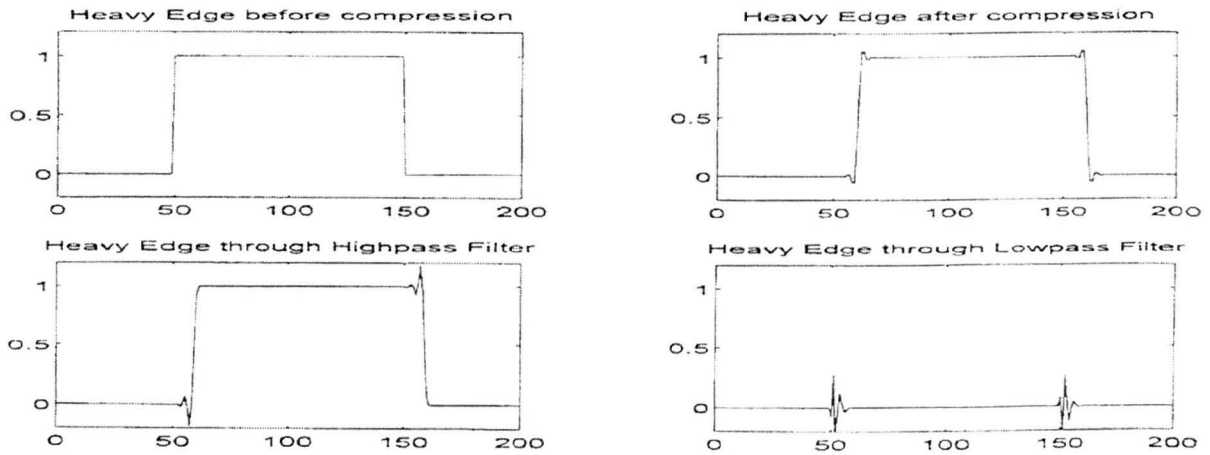 Heavy Edge before compression
1
0.5
0
0 50 100 150 200
Heavy Edge after compression
1
0.5
0
0 50 100 150 200
Heavy Edge through Highpass Filter
1
0.5
0
0 50 100 150 200
Heavy Edge through Lowpass Filter
1
0.5
0
0 50 100 150 200